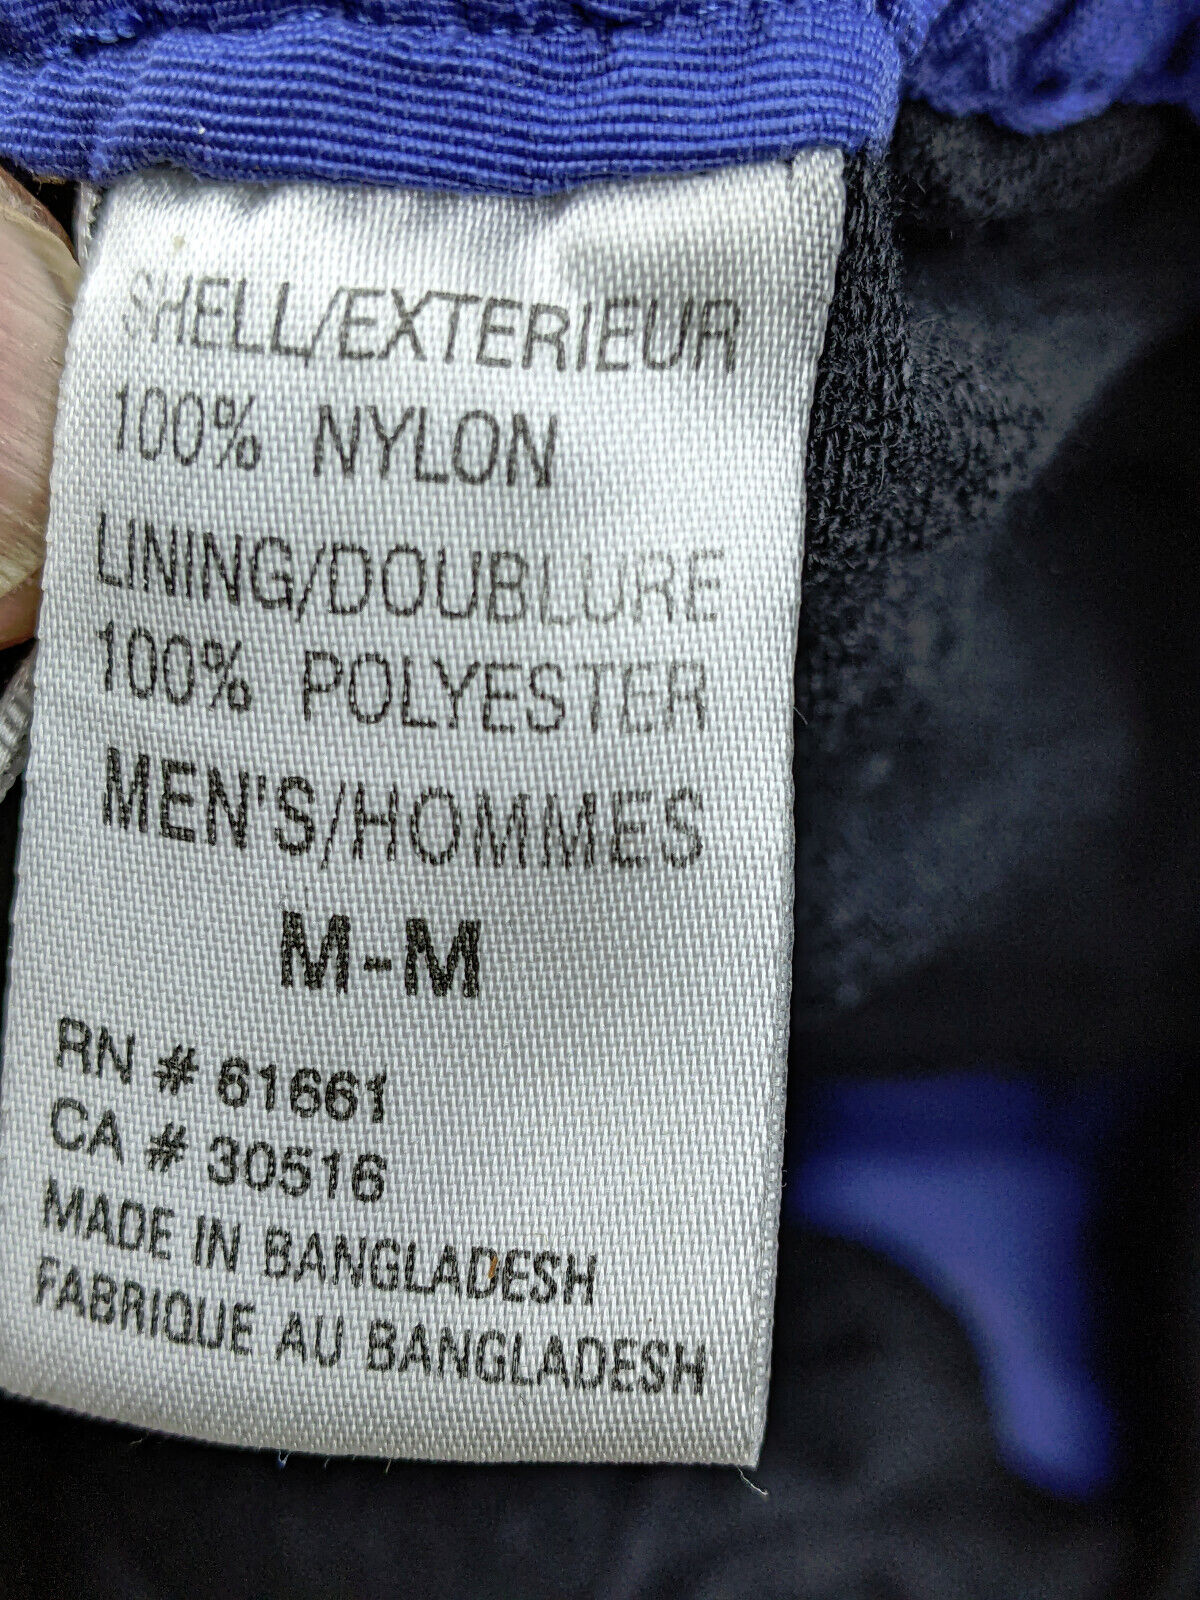 SHELL/EXTERIEUR
100% NYLON
LINING/DOUBLURE
100% POLYESTER
MEN'S/HOMMES
M-M
RN # 61661
CA # 30516
MADE IN BANGLADESH
FABRIQUE AU BANGLADESH